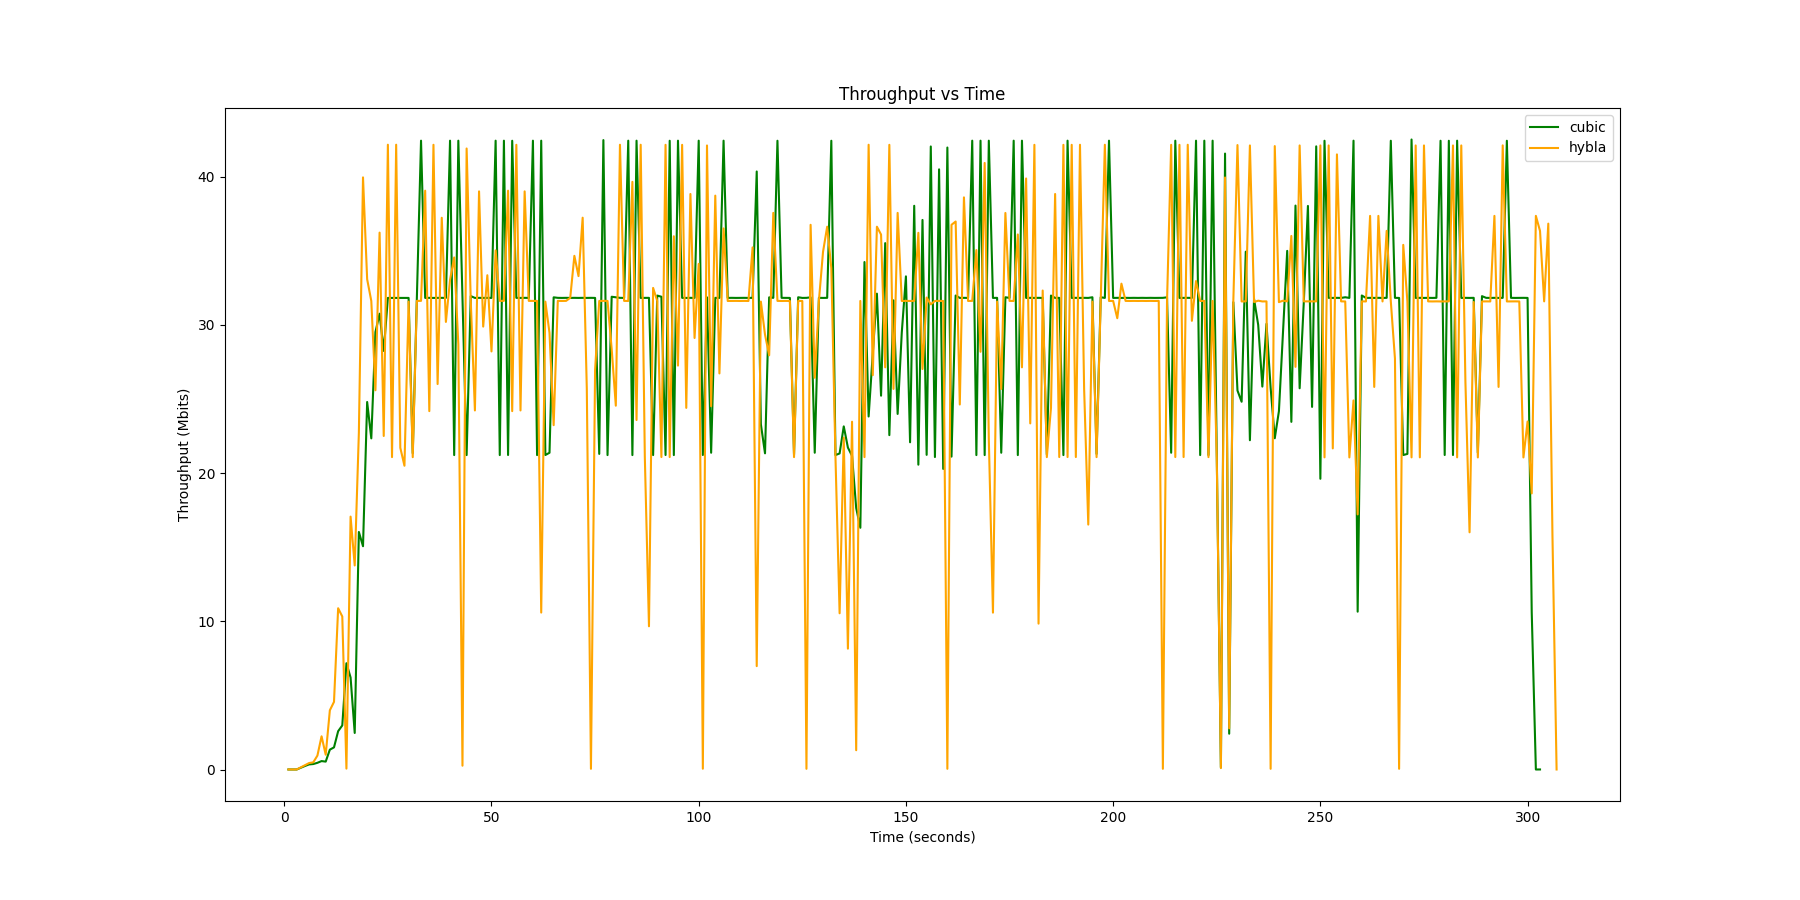 Throughput vs Time
cubic
hybla
Throughput (Mbits)
40
30
20
10
0
0 50 100 150 200 250 300
Time (seconds)